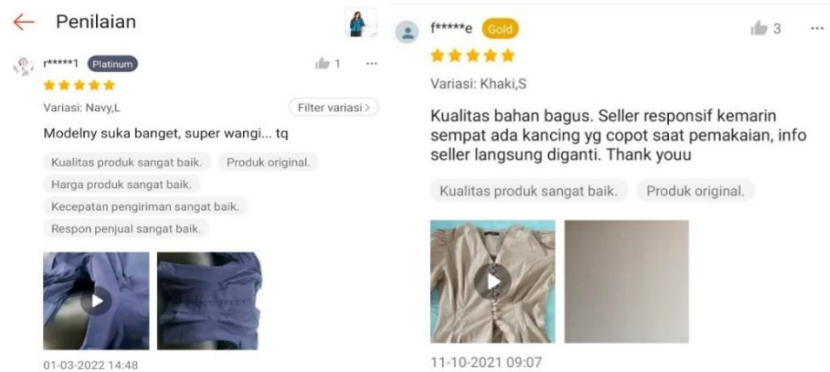 Penilaian
r*****1 Platinum
1
Variasi: Navy,L
Filter variasi >
Modelny suka banget, super wangi... tq
Kualitas produk sangat baik. Produk original.
Harga produk sangat baik.
Kecepatan pengiriman sangat baik.
Respon penjual sangat baik.
01-03-2022 14:48
f*****e Gold
3
Variasi: Khaki,S
Kualitas bahan bagus. Seller responsif kemarin
sempat ada kancing yg copot saat pemakaian, info
seller langsung diganti. Thank youu
Kualitas produk sangat baik. Produk original.
11-10-2021 09:07